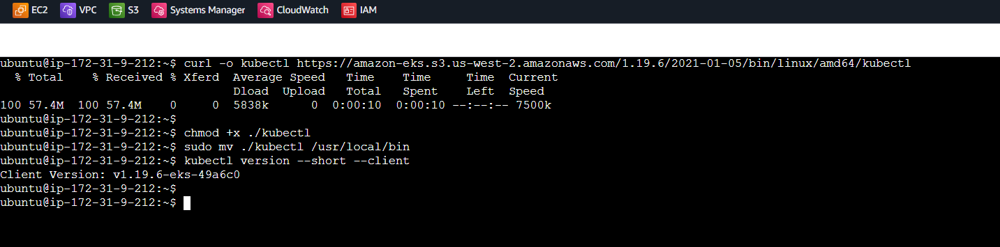 EC2 VPC S3 Systems Manager CloudWatch IAM
ubuntu@ip-172-31-9-212:~$ curl -o kubectl https://amazon-eks.s3.us-west-2.amazonaws.com/1.19.6/2021-01-05/bin/linux/amd64/kubectl
  % Total    % Received % Xferd  Average Speed   Time    Time     Time  Current
                                 Dload  Upload   Total   Spent    Left  Speed
100 57.4M  100 57.4M    0     0  5838k      0  0:00:10  0:00:10 --:--:-- 7500k
ubuntu@ip-172-31-9-212:~$
ubuntu@ip-172-31-9-212:~$ chmod +x ./kubectl
ubuntu@ip-172-31-9-212:~$ sudo mv ./kubectl /usr/local/bin
ubuntu@ip-172-31-9-212:~$ kubectl version --short --client
Client Version: v1.19.6-eks-49a6c0
ubuntu@ip-172-31-9-212:~$
ubuntu@ip-172-31-9-212:~$